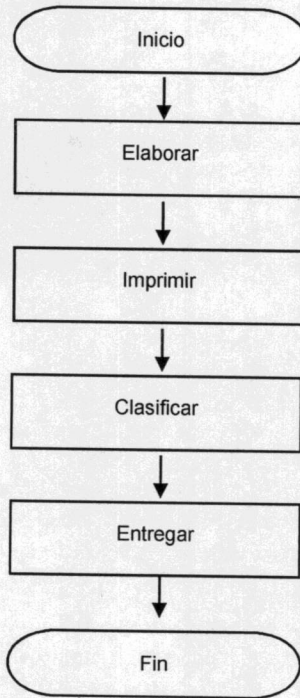 Inicio
Elaborar
Imprimir
Clasificar
Entregar
Fin